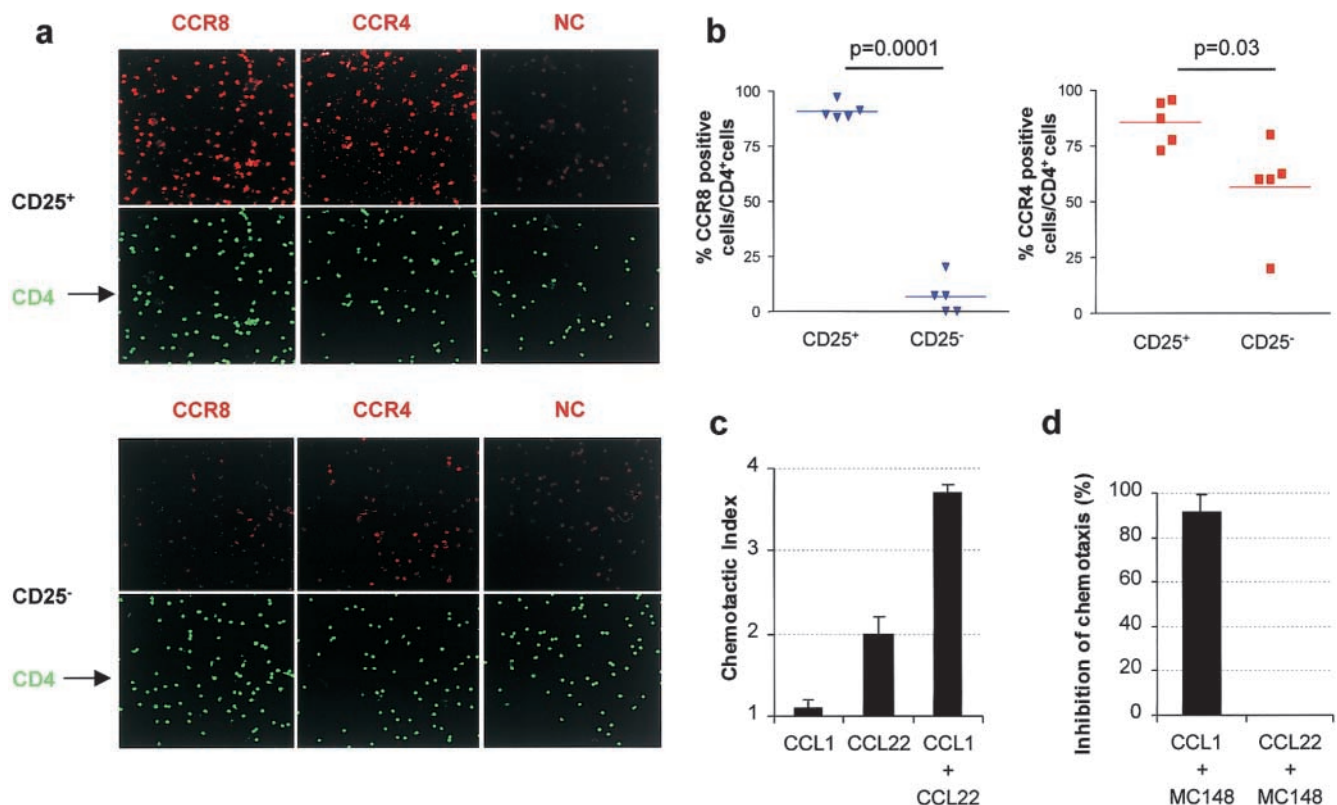 a
CCR8 CCR4 NC
CD25⁺
CD4
CCR8 CCR4 NC
CD25⁻
CD4
b
p=0.0001
% CCR8 positive
cells/CD4⁺cells
100
75
50
25
0
CD25⁺ CD25⁻
p=0.03
% CCR4 positive
cells/CD4⁺ cells
100
75
50
25
0
CD25⁺ CD25⁻
c
Chemotactic Index
4
3
2
1
CCL1 CCL22 CCL1
+
CCL22
d
Inhibition of chemotaxis (%)
100
80
60
40
20
0
CCL1 CCL22
+ +
MC148 MC148